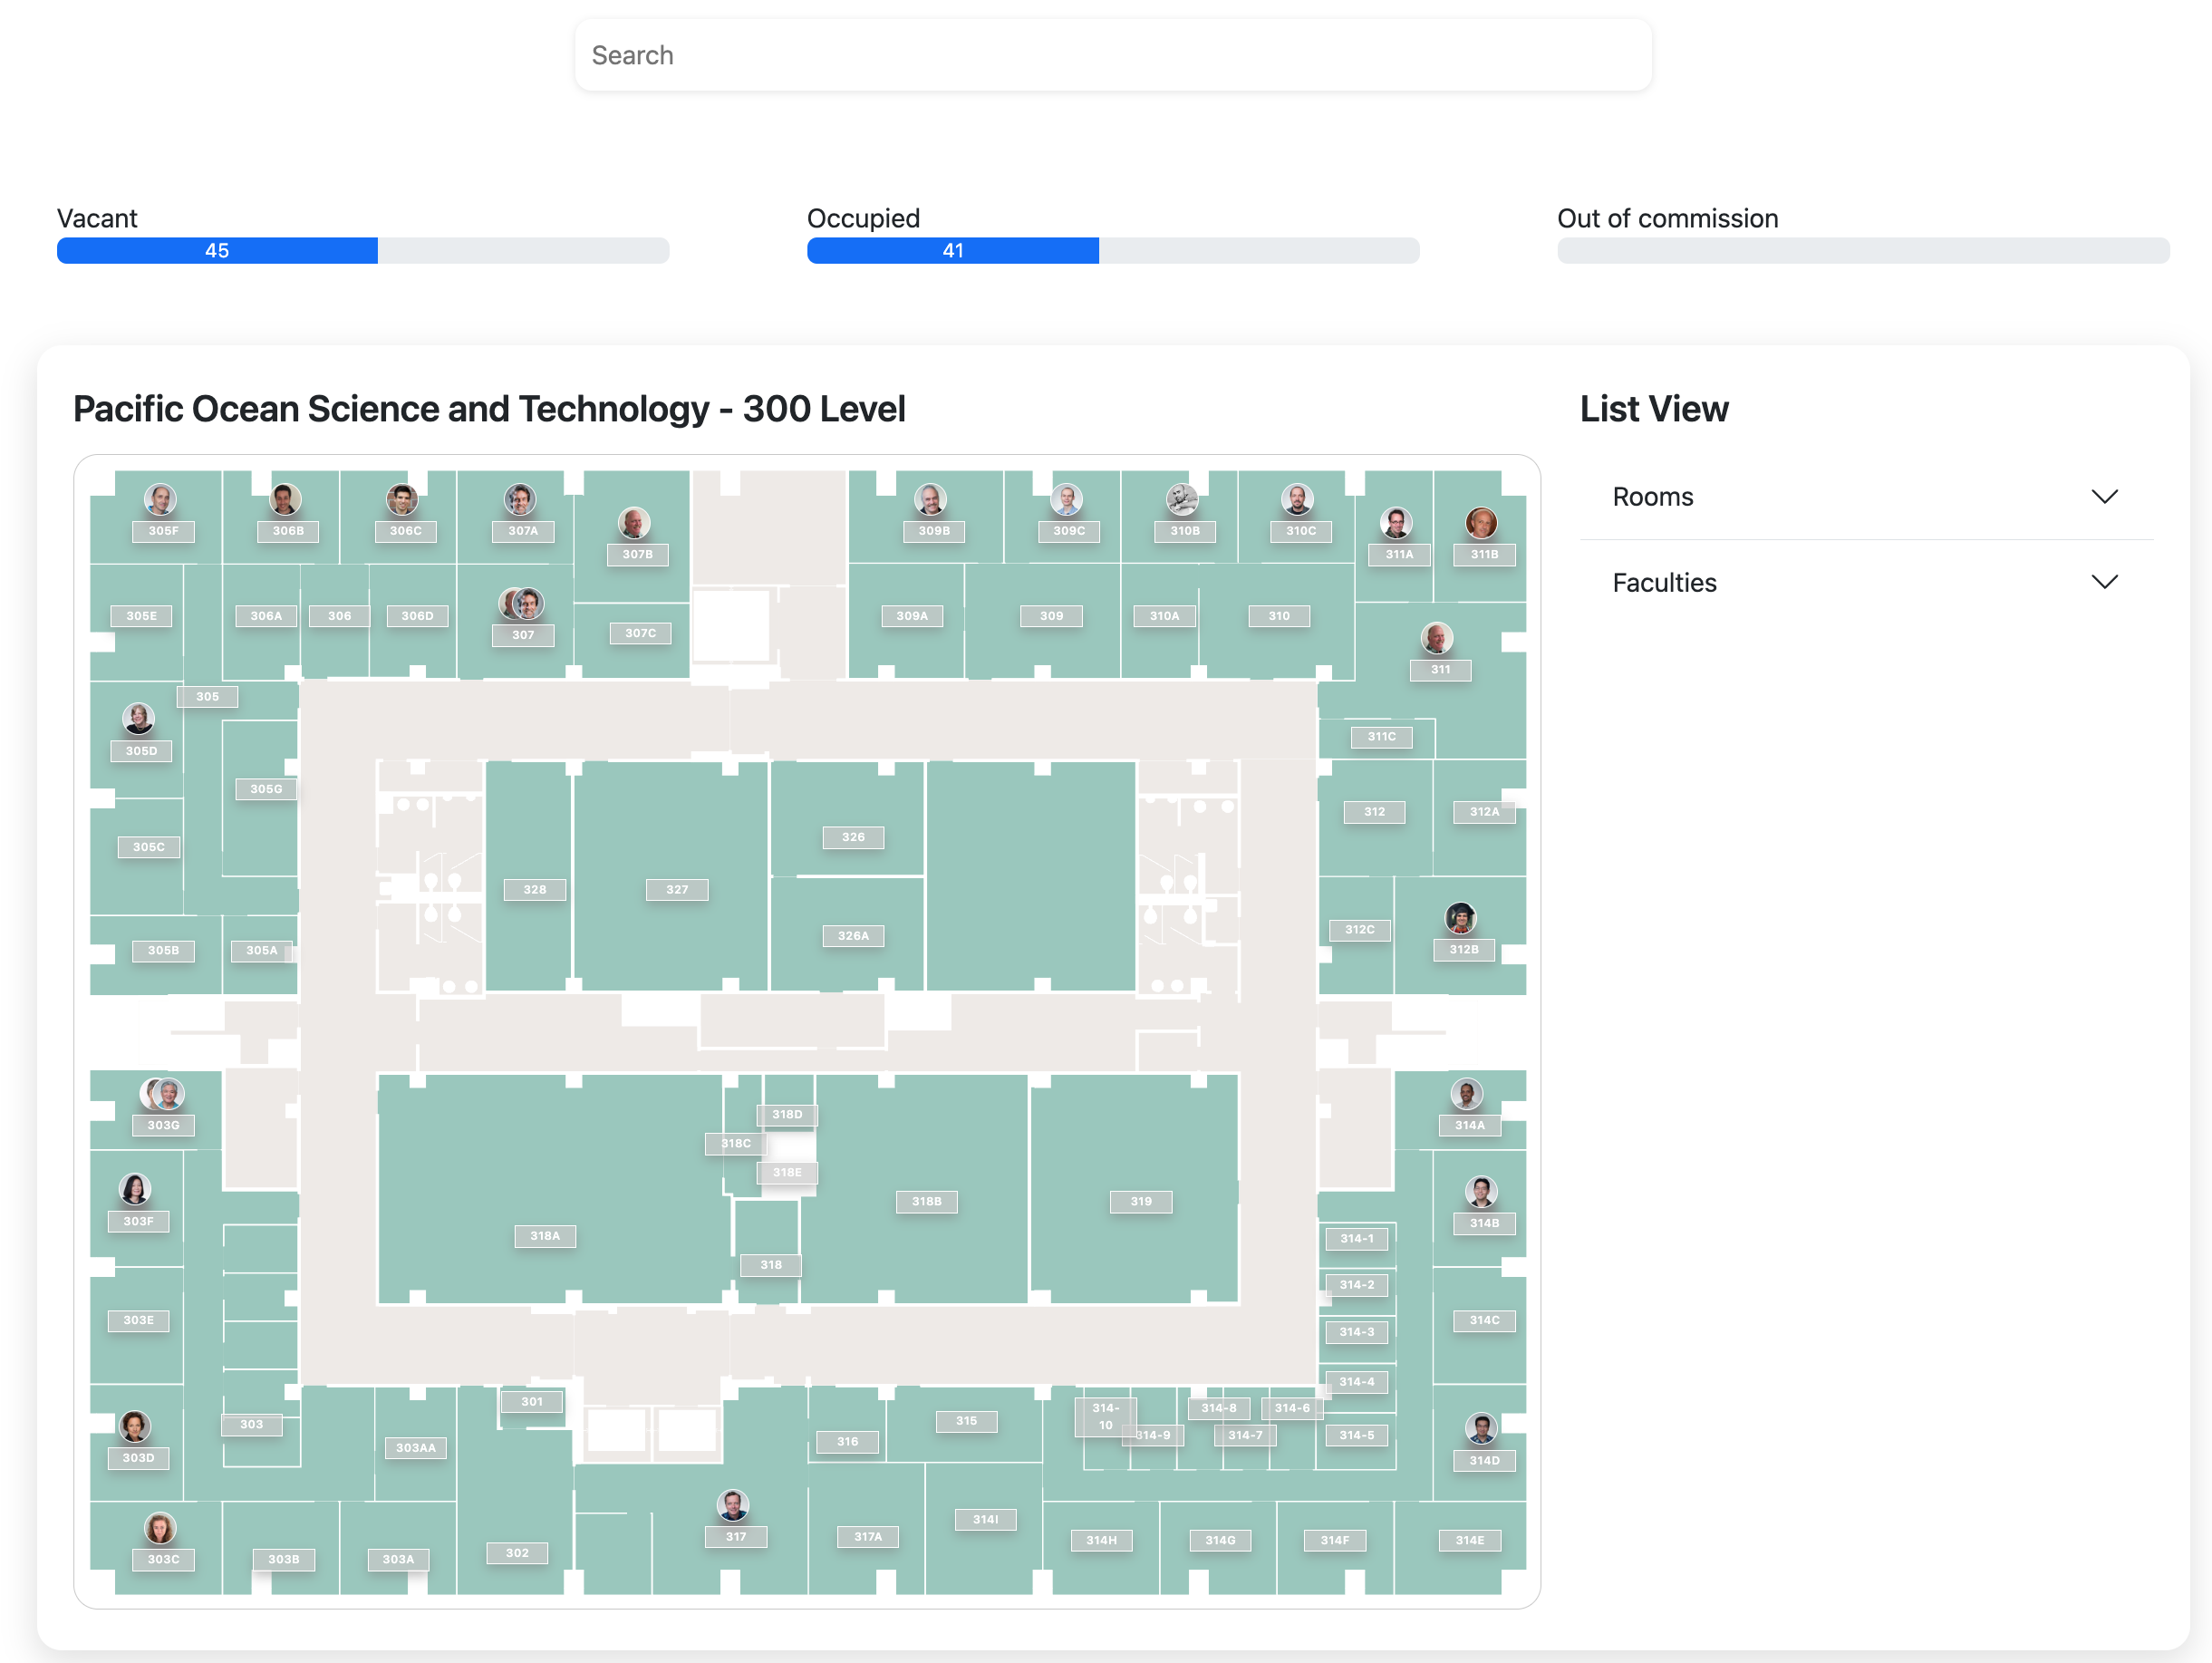 Search
Vacant
45
Occupied
41
Out of commission
Pacific Ocean Science and Technology - 300 Level
List View
Rooms
Faculties
305F
306B
306C
307A
307B
309B
309C
310B
310C
311A
311B
305E
306A
306
306D
307
307C
309A
309
310A
310
311
305
305D
305G
311C
305C
312
312A
326
328
327
326A
312C
312B
305B
305A
303G
318D
318C
318E
314A
303F
318A
318B
319
318
314B
314-1
314-2
314-3
314-4
314-5
303E
314C
303
303AA
301
316
315
314-
10
314-9
314-8
314-7
314-6
303D
314D
303C
303B
303A
302
317
317A
314I
314H
314G
314F
314E